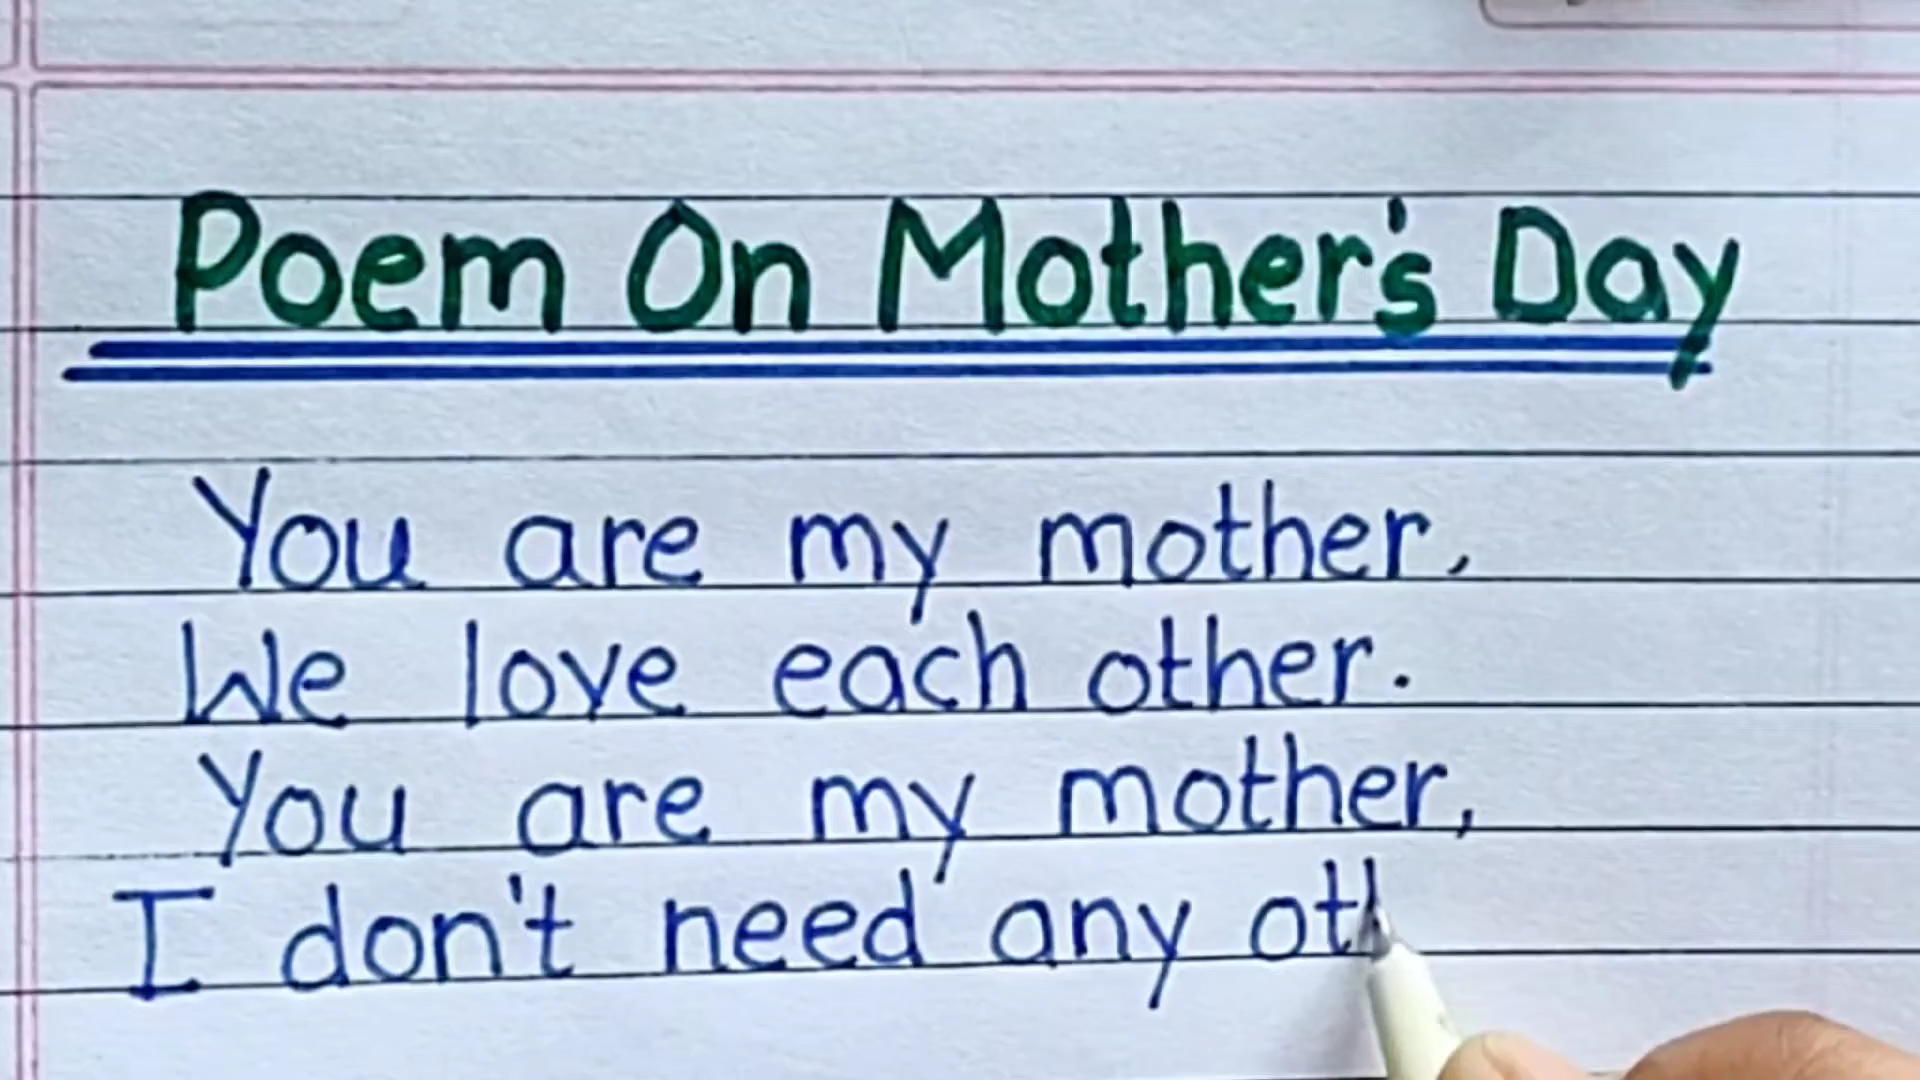 Poem On Mother's Day
You are my mother,
We love each other.
You are my mother,
I don't need any oth